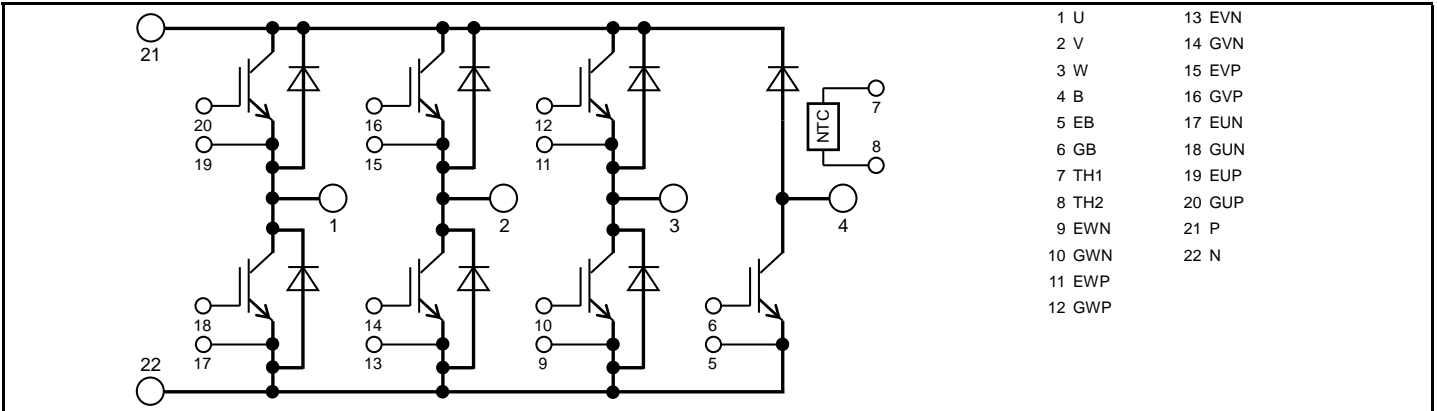 21
20
19
16
15
12
11
NTC
7
8
1
2
3
4
18
17
14
13
10
9
6
5
22
1 U
2 V
3 W
4 B
5 EB
6 GB
7 TH1
8 TH2
9 EWN
10 GWN
11 EWP
12 GWP
13 EVN
14 GVN
15 EVP
16 GVP
17 EUN
18 GUN
19 EUP
20 GUP
21 P
22 N